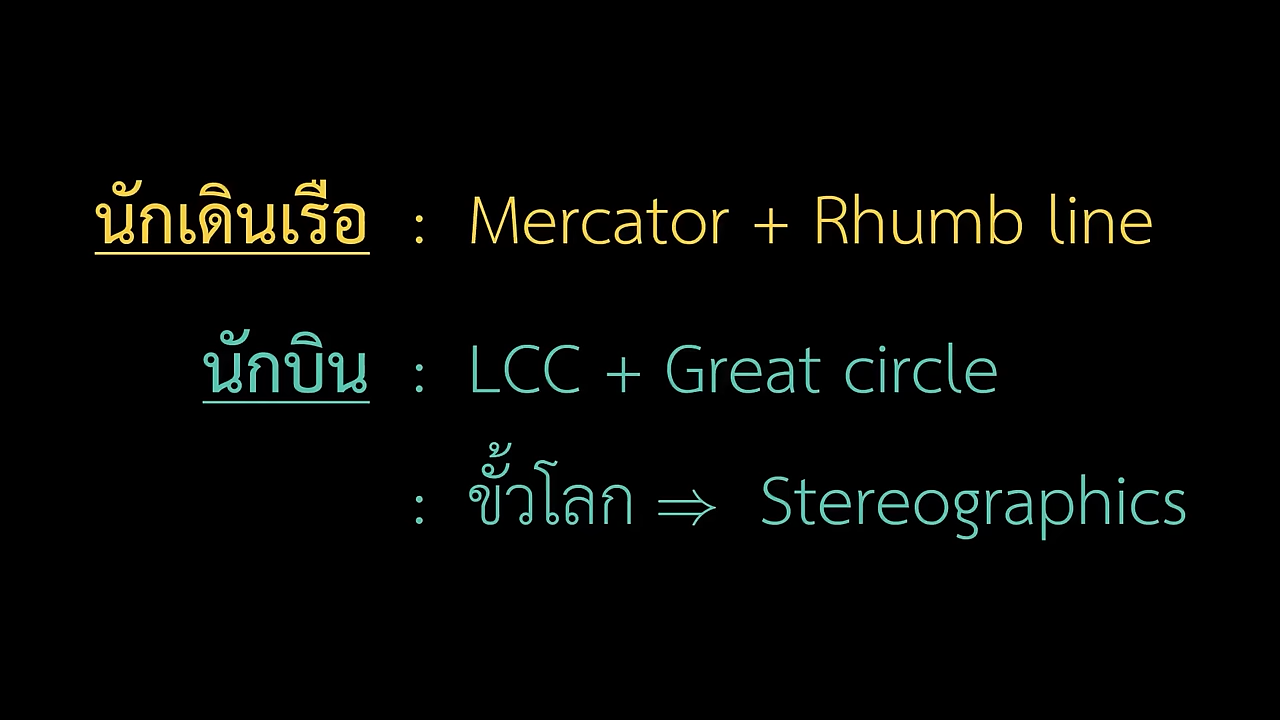 นักเดินเรือ : Mercator + Rhumb line
นักบิน : LCC + Great circle
: ขั้วโลก ⇒ Stereographics